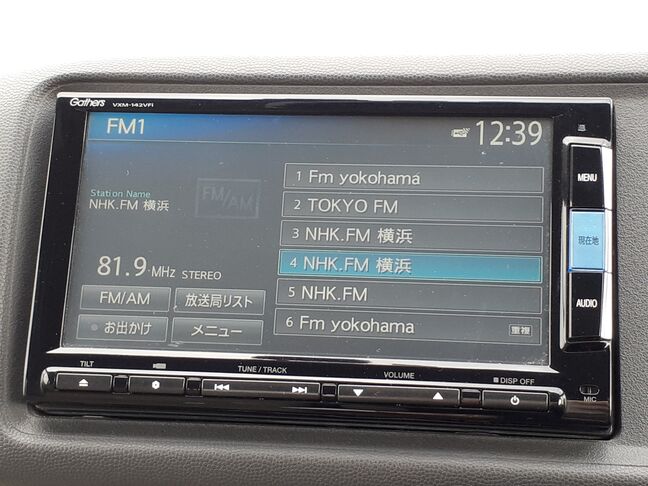 Gathers VXM-142VFi
FM1
12:39
Station Name
NHK.FM 横浜
FM/AM
81.9 MHz STEREO
FM/AM
放送局リスト
お出かけ
メニュー
1 Fm yokohama
2 TOKYO FM
3 NHK.FM 横浜
4 NHK.FM 横浜
5 NHK.FM
6 Fm yokohama 重複
MENU
現在地
AUDIO
TILT
TUNE / TRACK
VOLUME
DISP OFF
MIC